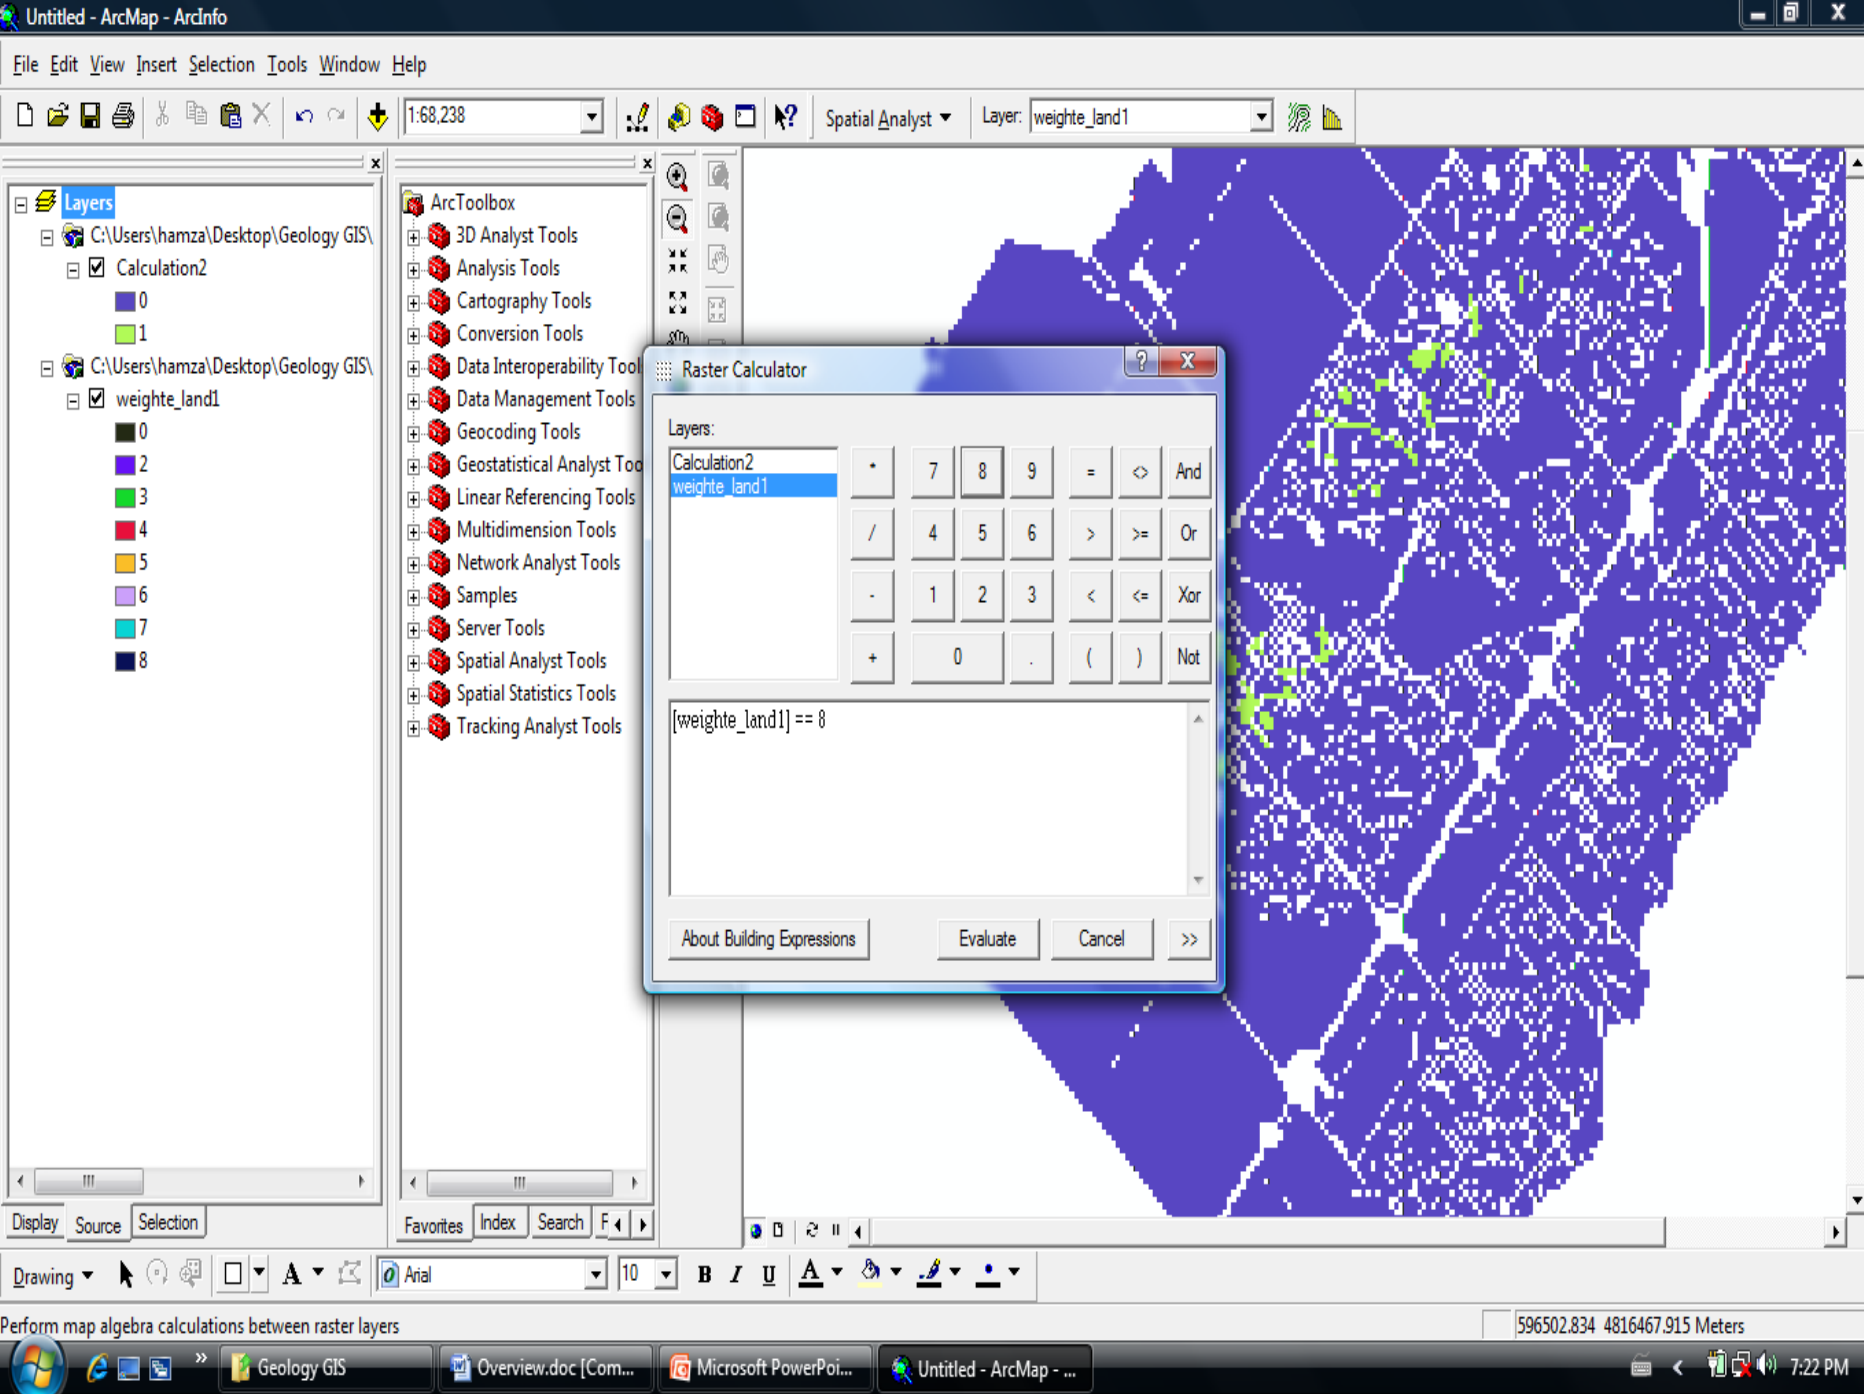 Untitled - ArcMap - ArcInfo
File Edit View Insert Selection Tools Window Help
1:68,238
Spatial Analyst
Layer: weighte_land1
Layers
C:\Users\hamza\Desktop\Geology GIS\
Calculation2
0
1
C:\Users\hamza\Desktop\Geology GIS\
weighte_land1
0
2
3
4
5
6
7
8
Display Source Selection
ArcToolbox
3D Analyst Tools
Analysis Tools
Cartography Tools
Conversion Tools
Data Interoperability Tool
Data Management Tools
Geocoding Tools
Geostatistical Analyst Too
Linear Referencing Tools
Multidimension Tools
Network Analyst Tools
Samples
Server Tools
Spatial Analyst Tools
Spatial Statistics Tools
Tracking Analyst Tools
Favorites Index Search F
Raster Calculator
Layers:
Calculation2
weighte_land1
* 7 8 9 = <> And
/ 4 5 6 > >= Or
- 1 2 3 < <= Xor
+ 0 . ( ) Not
[weighte_land1] == 8
About Building Expressions Evaluate Cancel >>
Drawing A Arial 10 B I U A
Perform map algebra calculations between raster layers
596502.834 4816467.915 Meters
» Geology GIS Overview.doc [Com... Microsoft PowerPoi... Untitled - ArcMap - ... 7:22 PM